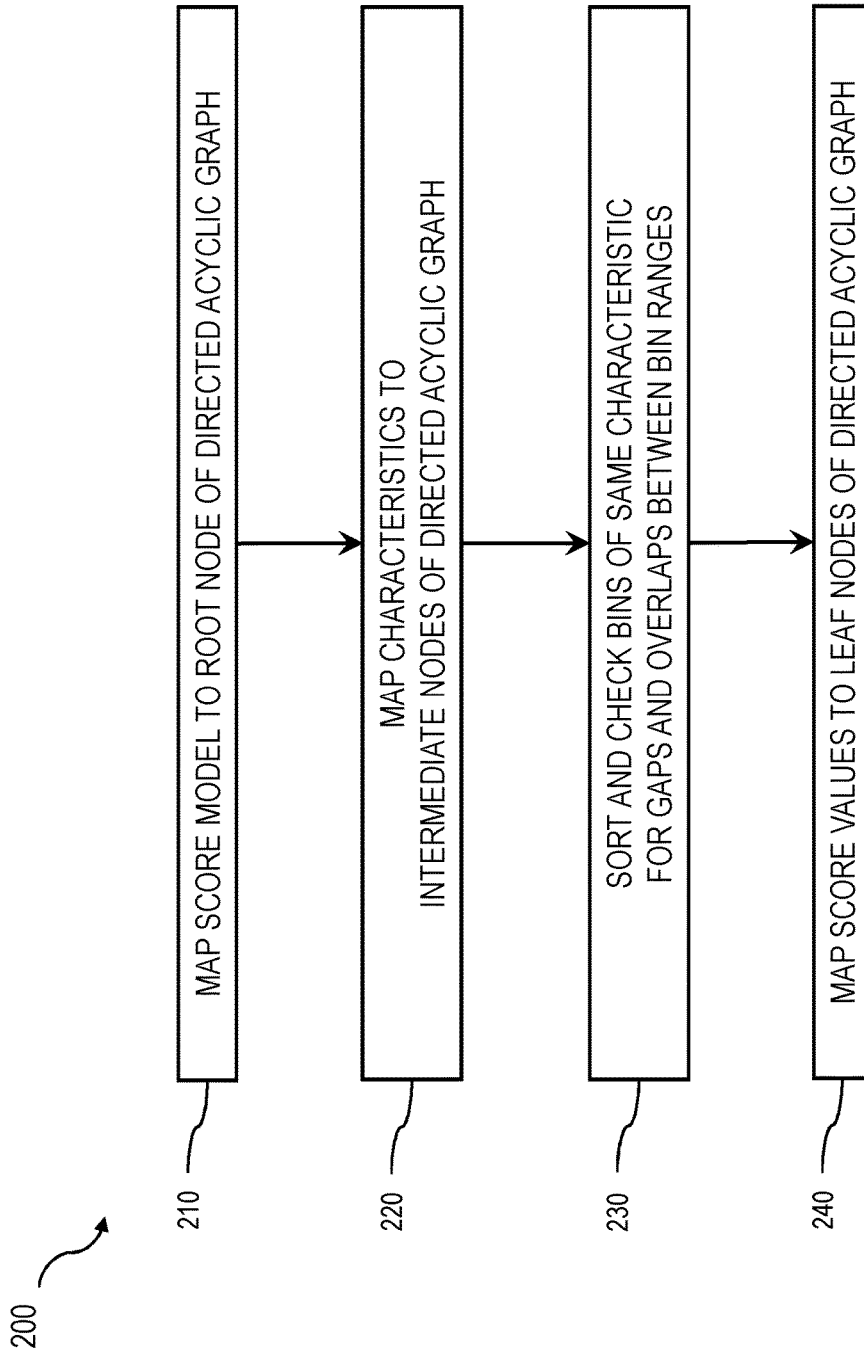 200
210
MAP SCORE MODEL TO ROOT NODE OF DIRECTED ACYCLIC GRAPH
220
MAP CHARACTERISTICS TO
INTERMEDIATE NODES OF DIRECTED ACYCLIC GRAPH
230
SORT AND CHECK BINS OF SAME CHARACTERISTIC
FOR GAPS AND OVERLAPS BETWEEN BIN RANGES
240
MAP SCORE VALUES TO LEAF NODES OF DIRECTED ACYCLIC GRAPH